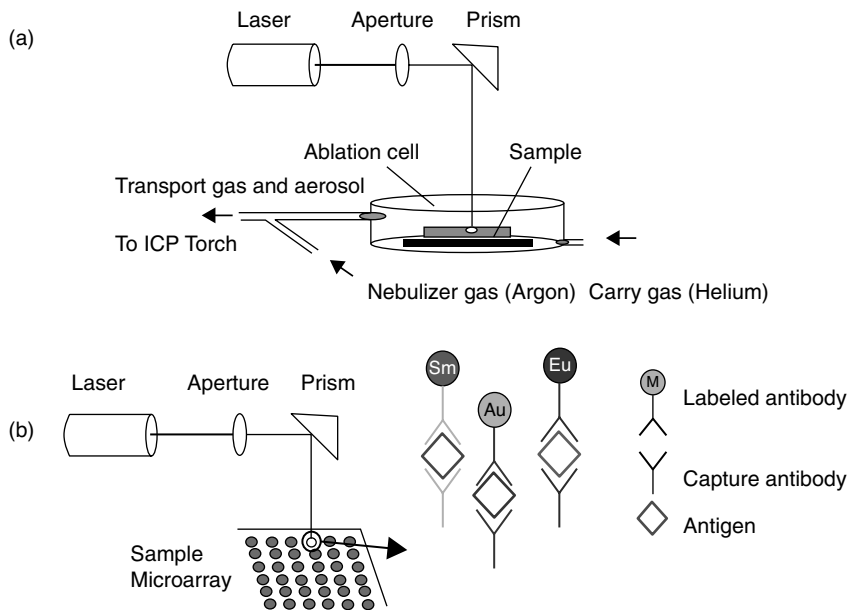 (a)
Laser Aperture Prism
Ablation cell Sample
Transport gas and aerosol
To ICP Torch
Nebulizer gas (Argon) Carry gas (Helium)
(b)
Laser Aperture Prism
Sm Eu M
Au
Labeled antibody
Capture antibody
Antigen
Sample
Microarray